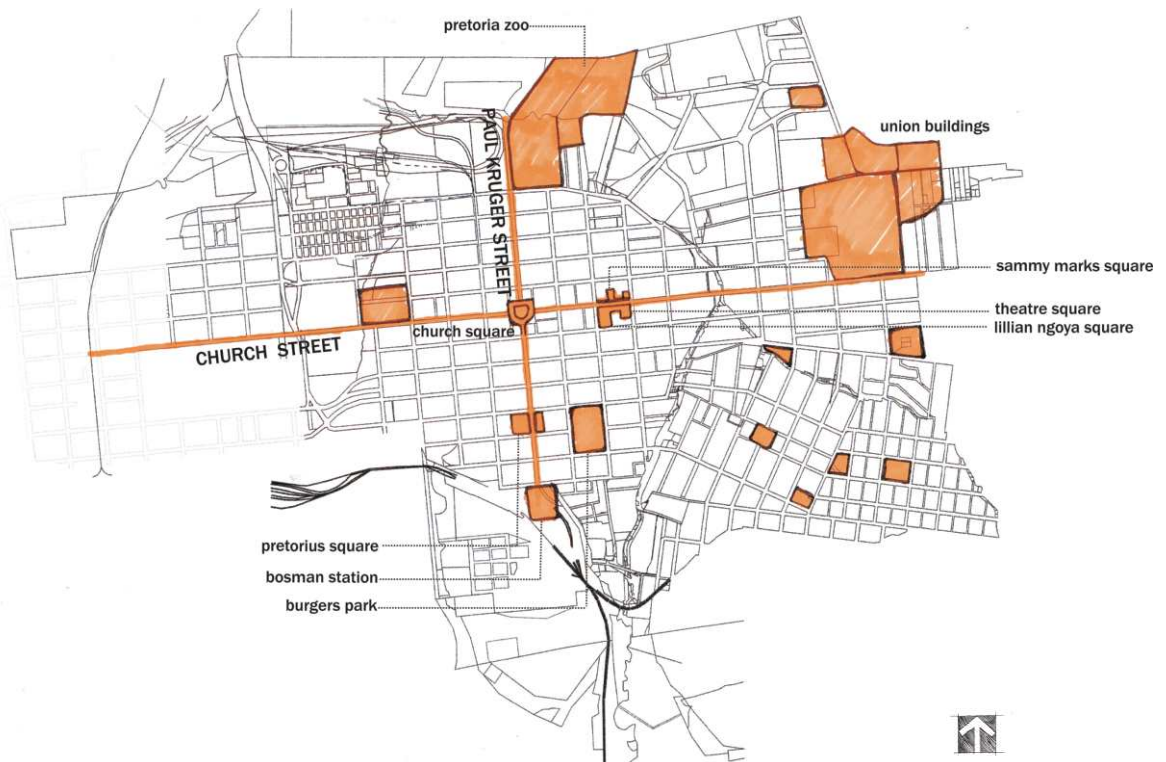 pretoria zoo
PAUL KRUGER STREET
union buildings
sammy marks square
theatre square
lillian ngoya square
church square
CHURCH STREET
pretorius square
bosman station
burgers park